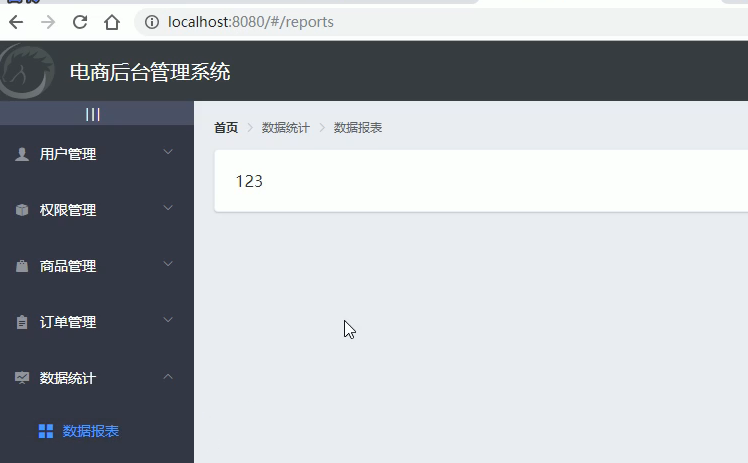 localhost:8080/#/reports
电商后台管理系统
|||
首页 > 数据统计 > 数据报表
123
用户管理
权限管理
商品管理
订单管理
数据统计
数据报表